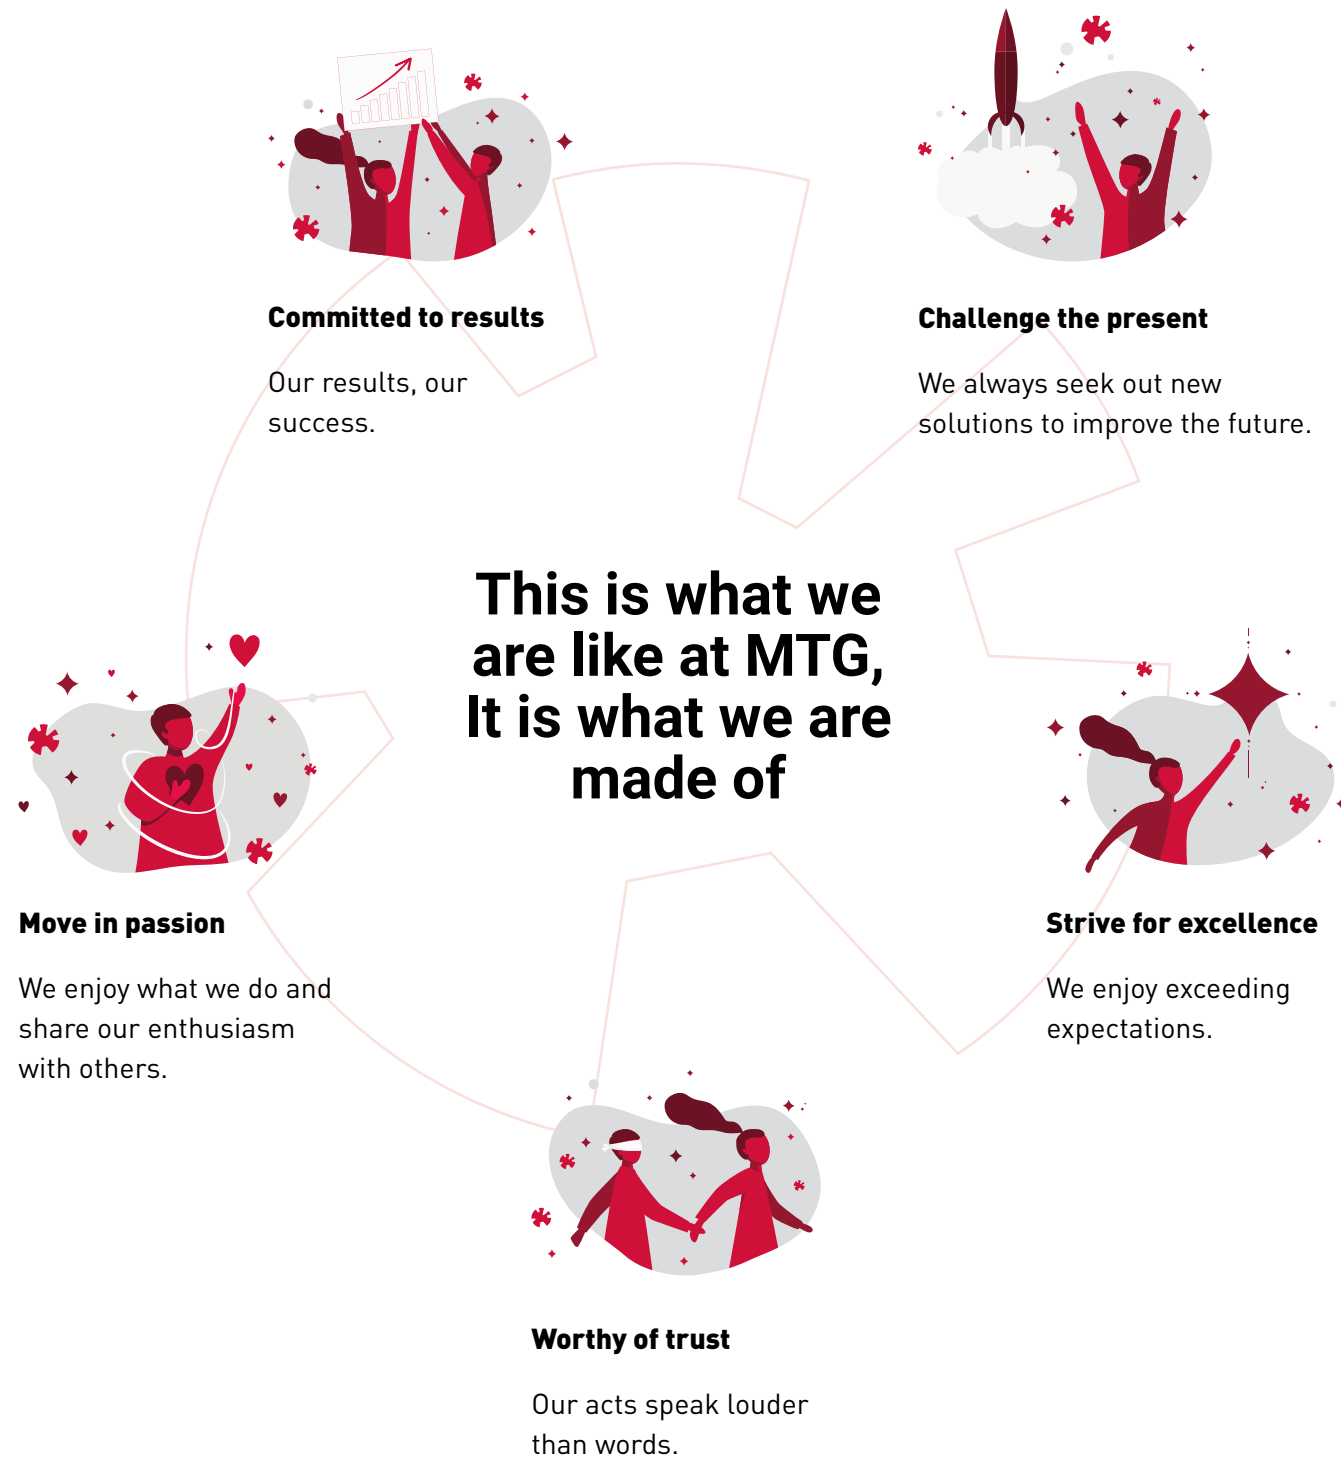 Committed to results
Our results, our
success.
Challenge the present
We always seek out new
solutions to improve the future.
This is what we
are like at MTG,
It is what we are
made of
Move in passion
We enjoy what we do and
share our enthusiasm
with others.
Strive for excellence
We enjoy exceeding
expectations.
Worthy of trust
Our acts speak louder
than words.